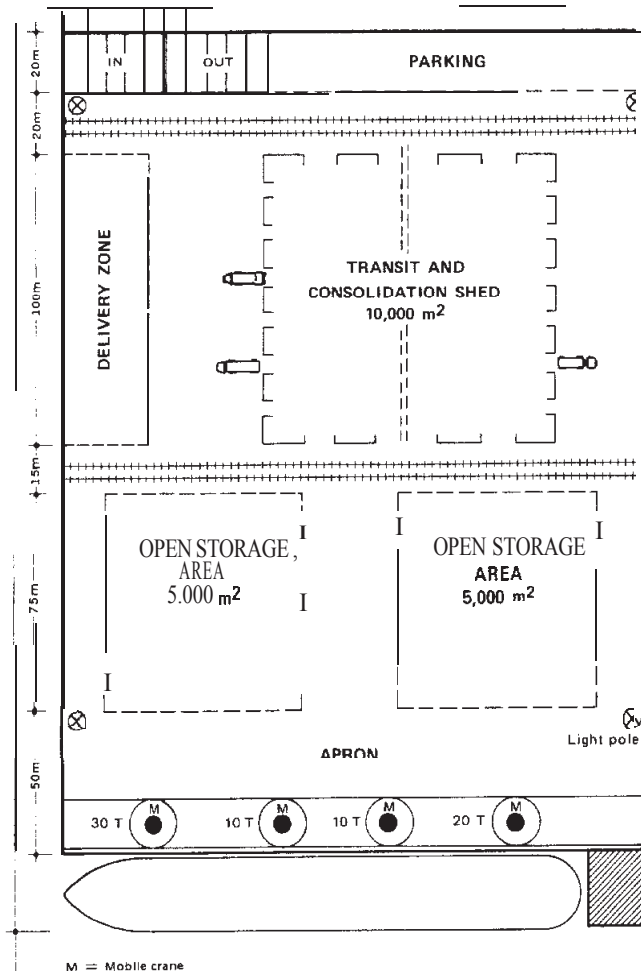 20m
IN
OUT
PARKING
20m
100m
DELIVERY ZONE
TRANSIT AND
CONSOLIDATION SHED
10,000 m²
15m
75m
OPEN STORAGE ,
AREA
5.000 m²
OPEN STORAGE
AREA
5,000 m²
Light pole
50m
APRON
M
M
M
M
30 T
10 T
10 T
20 T
M = Mobile crane